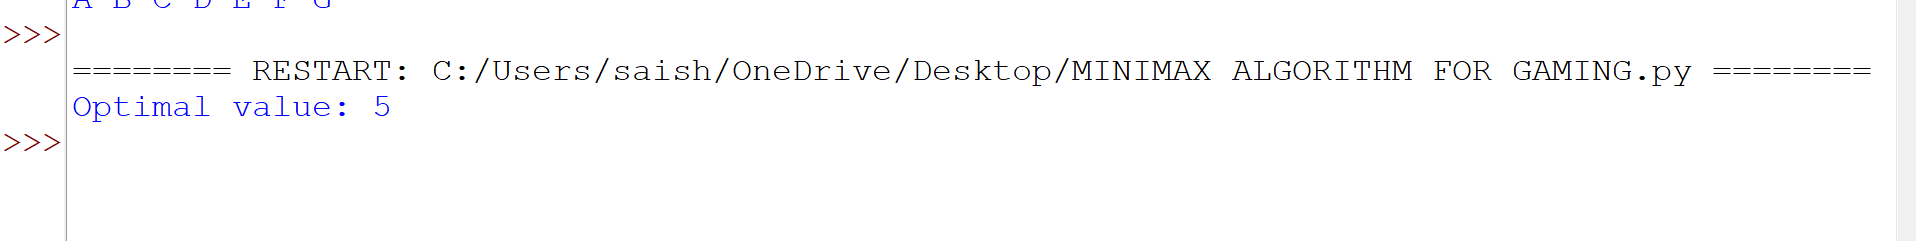 A B C D E F G
>>>
======== RESTART: C:/Users/saish/OneDrive/Desktop/MINIMAX ALGORITHM FOR GAMING.py ========
Optimal value: 5
>>>